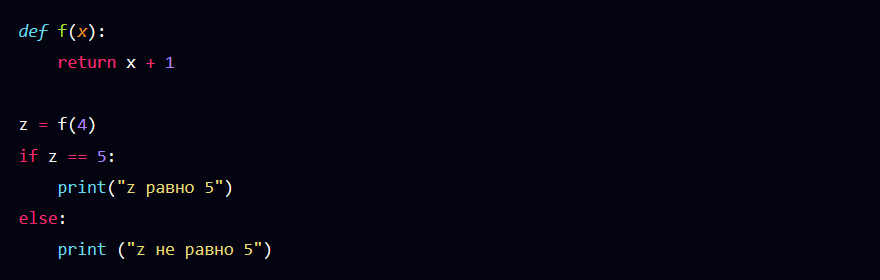 def f(x):
    return x + 1

z = f(4)
if z == 5:
    print("z равно 5")
else:
    print ("z не равно 5")